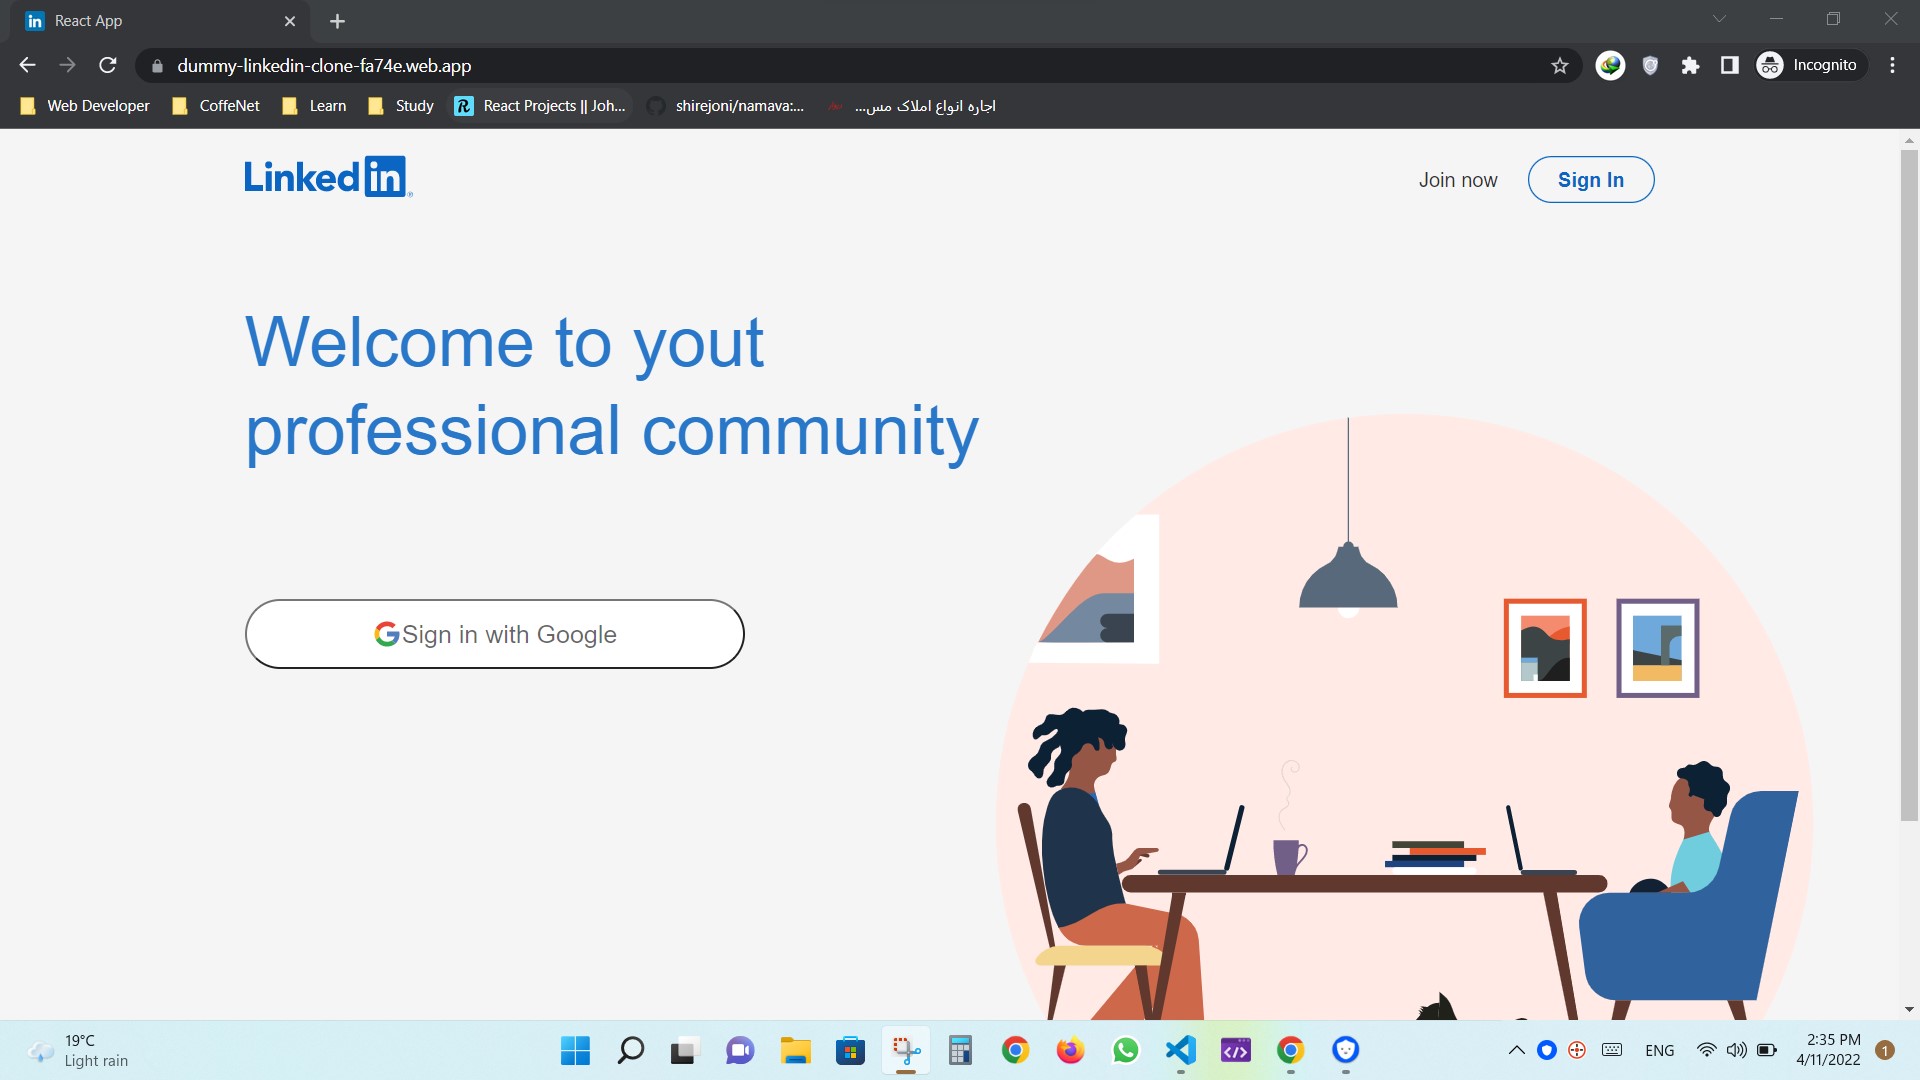 React App
dummy-linkedin-clone-fa74e.web.app
Incognito
Web Developer
CoffeNet
Learn
Study
React Projects || Joh...
shirejoni/namava:...
اجاره انواع املاک مس...
Linked in
Join now
Sign In
Welcome to yout
professional community
Sign in with Google
19°C
Light rain
ENG
2:35 PM
4/11/2022
1